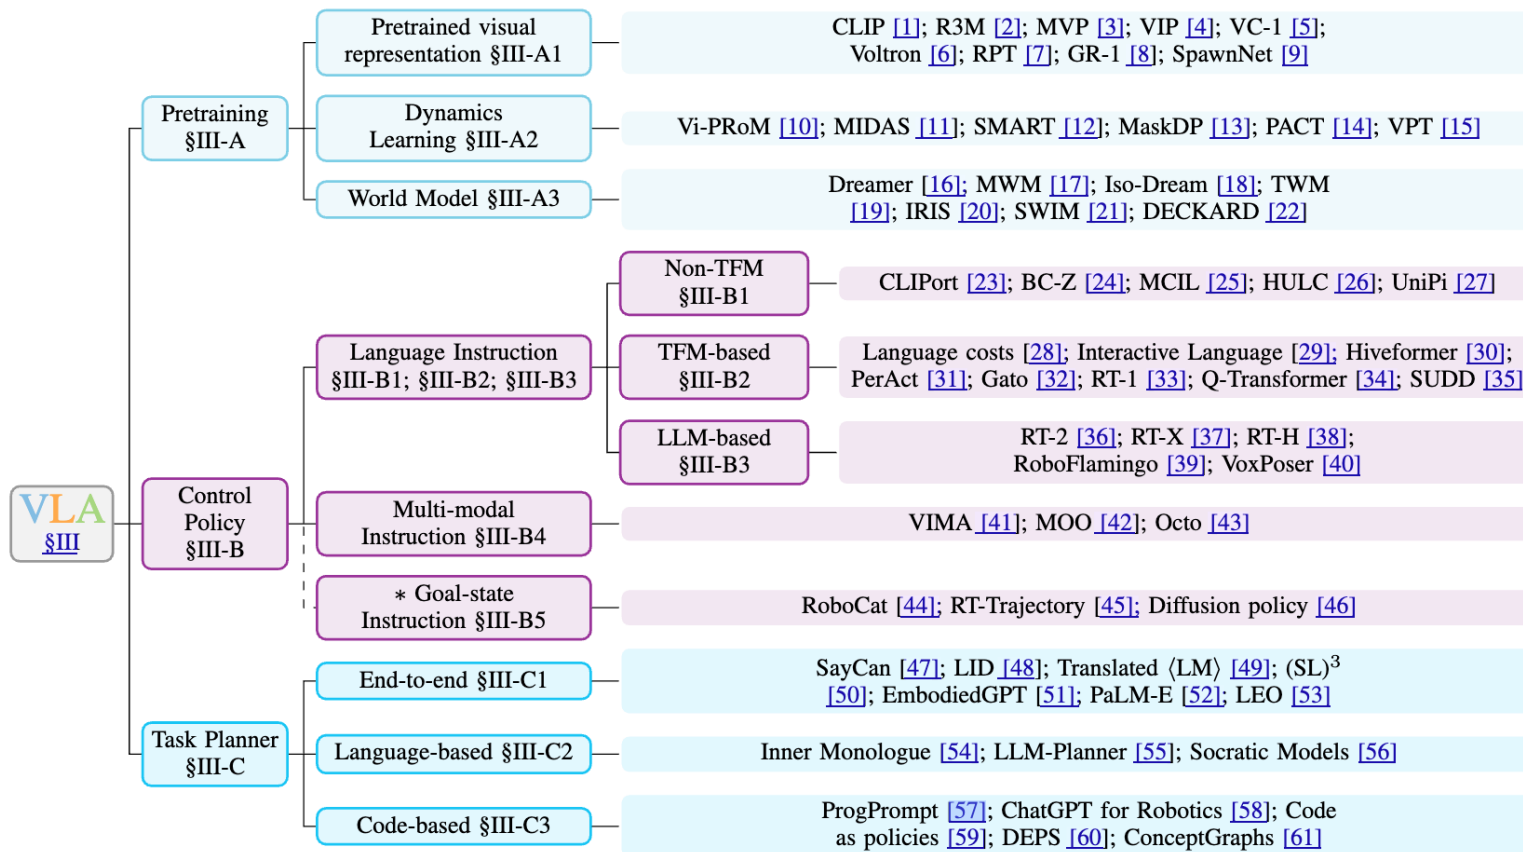 VLA
§III
Pretraining
§III-A
Pretrained visual
representation §III-A1
CLIP [1]; R3M [2]; MVP [3]; VIP [4]; VC-1 [5];
Voltron [6]; RPT [7]; GR-1 [8]; SpawnNet [9]
Dynamics
Learning §III-A2
Vi-PRoM [10]; MIDAS [11]; SMART [12]; MaskDP [13]; PACT [14]; VPT [15]
World Model §III-A3
Dreamer [16]; MWM [17]; Iso-Dream [18]; TWM
[19]; IRIS [20]; SWIM [21]; DECKARD [22]
Control
Policy
§III-B
Language Instruction
§III-B1; §III-B2; §III-B3
Non-TFM
§III-B1
CLIPort [23]; BC-Z [24]; MCIL [25]; HULC [26]; UniPi [27]
TFM-based
§III-B2
Language costs [28]; Interactive Language [29]; Hiveformer [30];
PerAct [31]; Gato [32]; RT-1 [33]; Q-Transformer [34]; SUDD [35]
LLM-based
§III-B3
RT-2 [36]; RT-X [37]; RT-H [38];
RoboFlamingo [39]; VoxPoser [40]
Multi-modal
Instruction §III-B4
VIMA [41]; MOO [42]; Octo [43]
* Goal-state
Instruction §III-B5
RoboCat [44]; RT-Trajectory [45]; Diffusion policy [46]
Task Planner
§III-C
End-to-end §III-C1
SayCan [47]; LID [48]; Translated ⟨LM⟩ [49]; (SL)³
[50]; EmbodiedGPT [51]; PaLM-E [52]; LEO [53]
Language-based §III-C2
Inner Monologue [54]; LLM-Planner [55]; Socratic Models [56]
Code-based §III-C3
ProgPrompt [57]; ChatGPT for Robotics [58]; Code
as policies [59]; DEPS [60]; ConceptGraphs [61]